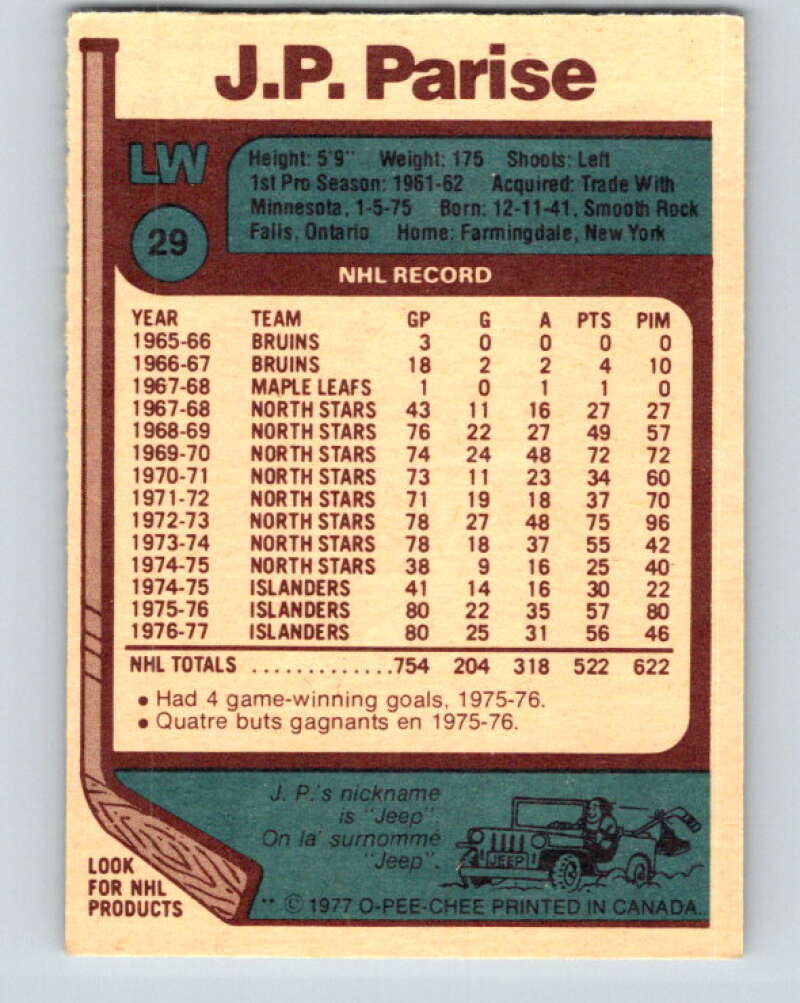 J.P. Parise
LW
29
Height: 5'9" Weight: 175 Shoots: Left
1st Pro Season: 1961-62 Acquired: Trade With
Minnesota, 1-5-75 Born: 12-11-41, Smooth Rock
Falls, Ontario Home: Farmingdale, New York
NHL RECORD
YEAR TEAM GP G A PTS PIM
1965-66 BRUINS 3 0 0 0 0
1966-67 BRUINS 18 2 2 4 10
1967-68 MAPLE LEAFS 1 0 1 1 0
1967-68 NORTH STARS 43 11 16 27 27
1968-69 NORTH STARS 76 22 27 49 57
1969-70 NORTH STARS 74 24 48 72 72
1970-71 NORTH STARS 73 11 23 34 60
1971-72 NORTH STARS 71 19 18 37 70
1972-73 NORTH STARS 78 27 48 75 96
1973-74 NORTH STARS 78 18 37 55 42
1974-75 NORTH STARS 38 9 16 25 40
1974-75 ISLANDERS 41 14 16 30 22
1975-76 ISLANDERS 80 22 35 57 80
1976-77 ISLANDERS 80 25 31 56 46
NHL TOTALS .............754 204 318 522 622
• Had 4 game-winning goals, 1975-76.
• Quatre buts gagnants en 1975-76.
J. P.'s nickname
is "Jeep".
On la' surnommé
"Jeep".
JEEP
LOOK
FOR NHL
PRODUCTS
** © 1977 O-PEE-CHEE PRINTED IN CANADA.